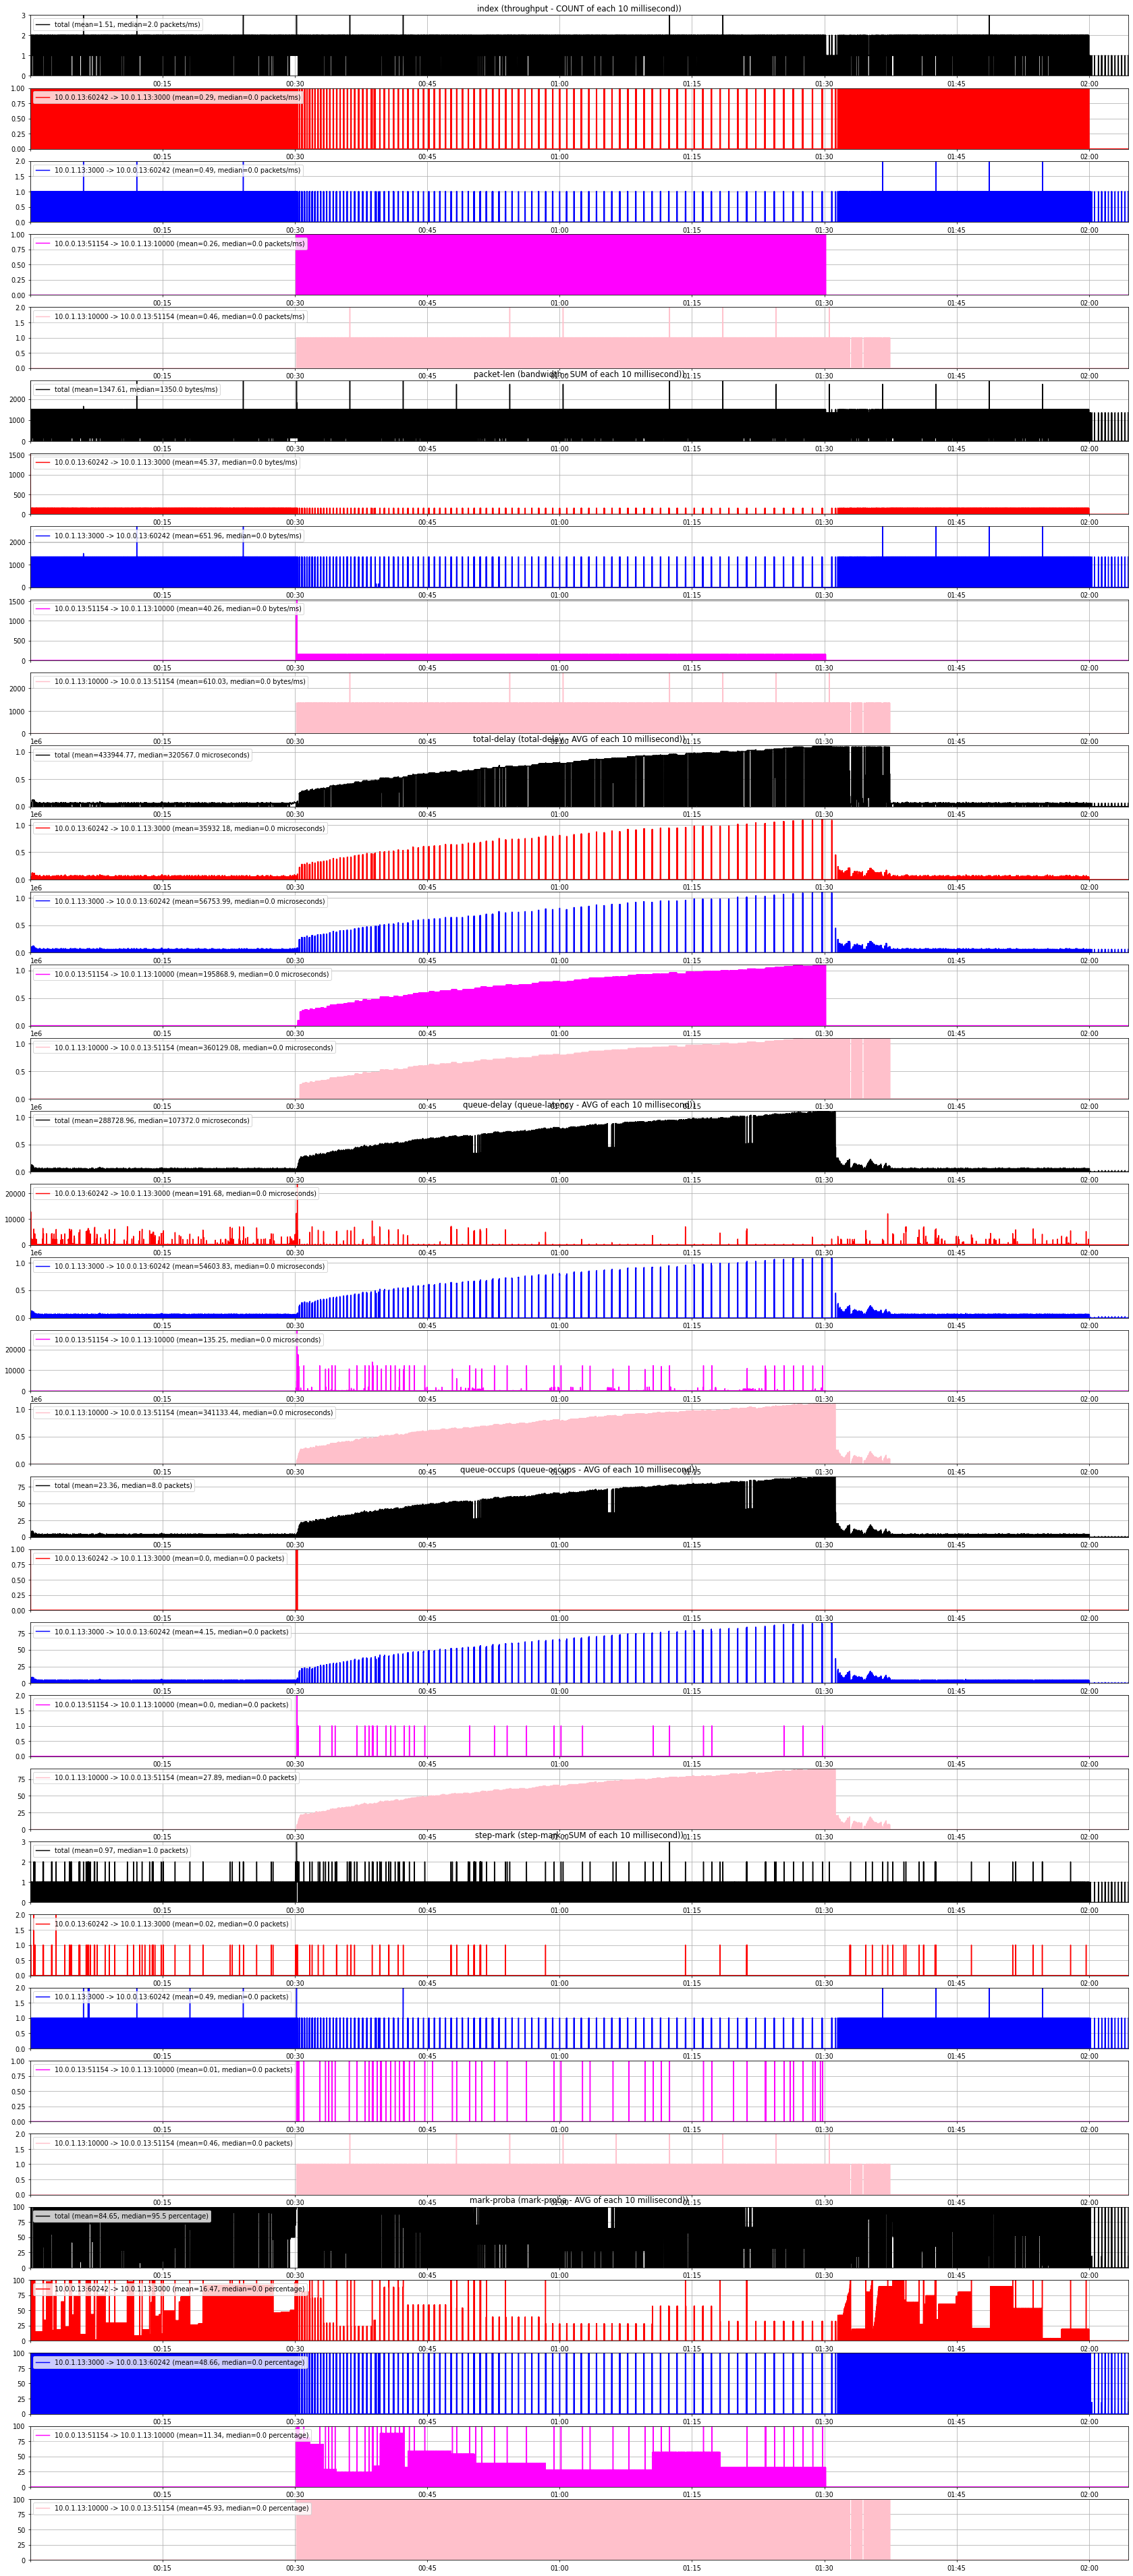 index (throughput - COUNT of each 10 millisecond))
total (mean=1.51, median=2.0 packets/ms)
10.0.0.13:60242 -> 10.0.1.13:3000 (mean=0.29, median=0.0 packets/ms)
10.0.1.13:3000 -> 10.0.0.13:60242 (mean=0.49, median=0.0 packets/ms)
10.0.0.13:51154 -> 10.0.1.13:10000 (mean=0.26, median=0.0 packets/ms)
10.0.1.13:10000 -> 10.0.0.13:51154 (mean=0.46, median=0.0 packets/ms)
packet-len (bandwidth - SUM of each 10 millisecond))
total (mean=1347.61, median=1350.0 bytes/ms)
10.0.0.13:60242 -> 10.0.1.13:3000 (mean=45.37, median=0.0 bytes/ms)
10.0.1.13:3000 -> 10.0.0.13:60242 (mean=651.96, median=0.0 bytes/ms)
10.0.0.13:51154 -> 10.0.1.13:10000 (mean=40.26, median=0.0 bytes/ms)
10.0.1.13:10000 -> 10.0.0.13:51154 (mean=610.03, median=0.0 bytes/ms)
total-delay (total-delay - AVG of each 10 millisecond))
total (mean=433944.77, median=320567.0 microseconds)
10.0.0.13:60242 -> 10.0.1.13:3000 (mean=35932.18, median=0.0 microseconds)
10.0.1.13:3000 -> 10.0.0.13:60242 (mean=56753.99, median=0.0 microseconds)
10.0.0.13:51154 -> 10.0.1.13:10000 (mean=195868.9, median=0.0 microseconds)
10.0.1.13:10000 -> 10.0.0.13:51154 (mean=360129.08, median=0.0 microseconds)
queue-delay (queue-latency - AVG of each 10 millisecond))
total (mean=288728.96, median=107372.0 microseconds)
10.0.0.13:60242 -> 10.0.1.13:3000 (mean=191.68, median=0.0 microseconds)
10.0.1.13:3000 -> 10.0.0.13:60242 (mean=54603.83, median=0.0 microseconds)
10.0.0.13:51154 -> 10.0.1.13:10000 (mean=135.25, median=0.0 microseconds)
10.0.1.13:10000 -> 10.0.0.13:51154 (mean=341133.44, median=0.0 microseconds)
queue-occups (queue-occups - AVG of each 10 millisecond))
total (mean=23.36, median=8.0 packets)
10.0.0.13:60242 -> 10.0.1.13:3000 (mean=0.0, median=0.0 packets)
10.0.1.13:3000 -> 10.0.0.13:60242 (mean=4.15, median=0.0 packets)
10.0.0.13:51154 -> 10.0.1.13:10000 (mean=0.0, median=0.0 packets)
10.0.1.13:10000 -> 10.0.0.13:51154 (mean=27.89, median=0.0 packets)
step-mark (step-mark - SUM of each 10 millisecond))
total (mean=0.97, median=1.0 packets)
10.0.0.13:60242 -> 10.0.1.13:3000 (mean=0.02, median=0.0 packets)
10.0.1.13:3000 -> 10.0.0.13:60242 (mean=0.49, median=0.0 packets)
10.0.0.13:51154 -> 10.0.1.13:10000 (mean=0.01, median=0.0 packets)
10.0.1.13:10000 -> 10.0.0.13:51154 (mean=0.46, median=0.0 packets)
mark-proba (mark-proba - AVG of each 10 millisecond))
total (mean=84.65, median=95.5 percentage)
10.0.0.13:60242 -> 10.0.1.13:3000 (mean=16.47, median=0.0 percentage)
10.0.1.13:3000 -> 10.0.0.13:60242 (mean=48.66, median=0.0 percentage)
10.0.0.13:51154 -> 10.0.1.13:10000 (mean=11.34, median=0.0 percentage)
10.0.1.13:10000 -> 10.0.0.13:51154 (mean=45.93, median=0.0 percentage)
00:15 00:30 00:45 01:00 01:15 01:30 01:45 02:00